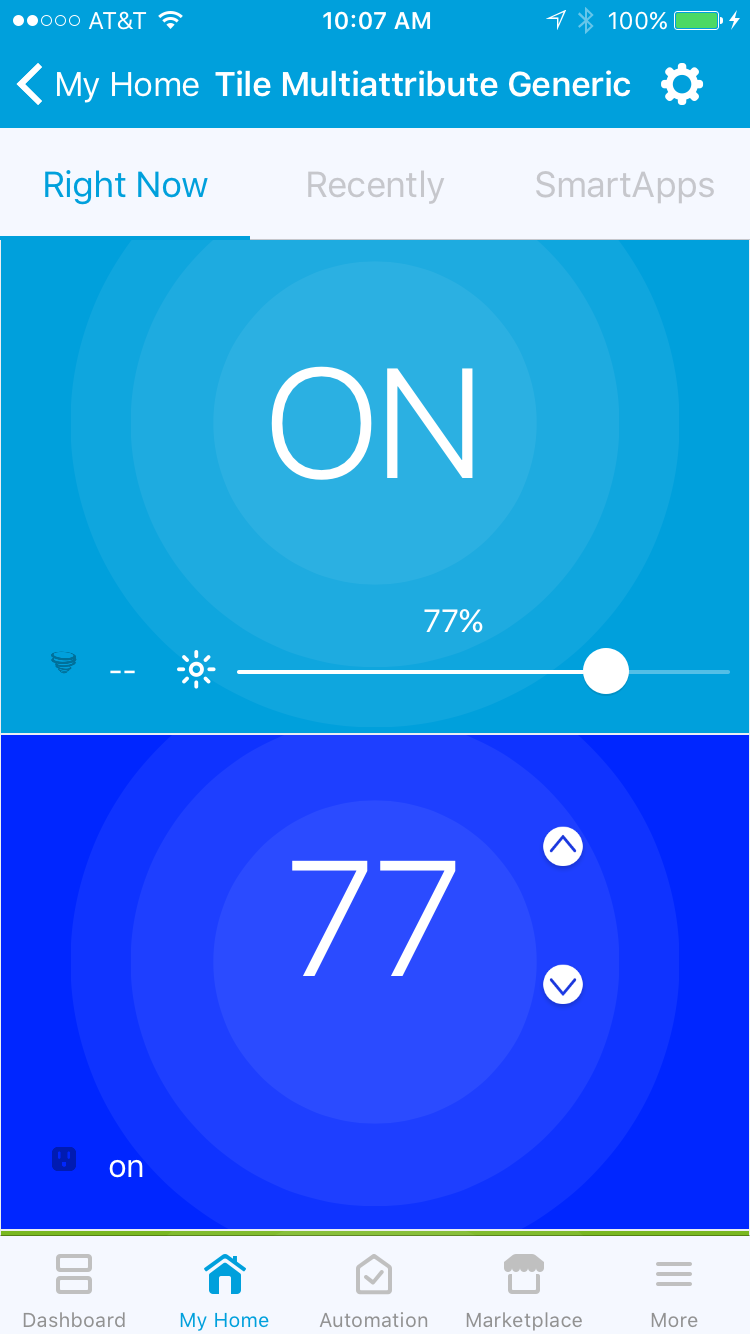 AT&T 10:07 AM 100%
My Home Tile Multiattribute Generic
Right Now Recently SmartApps
ON
77%
--
77
on
Dashboard My Home Automation Marketplace More